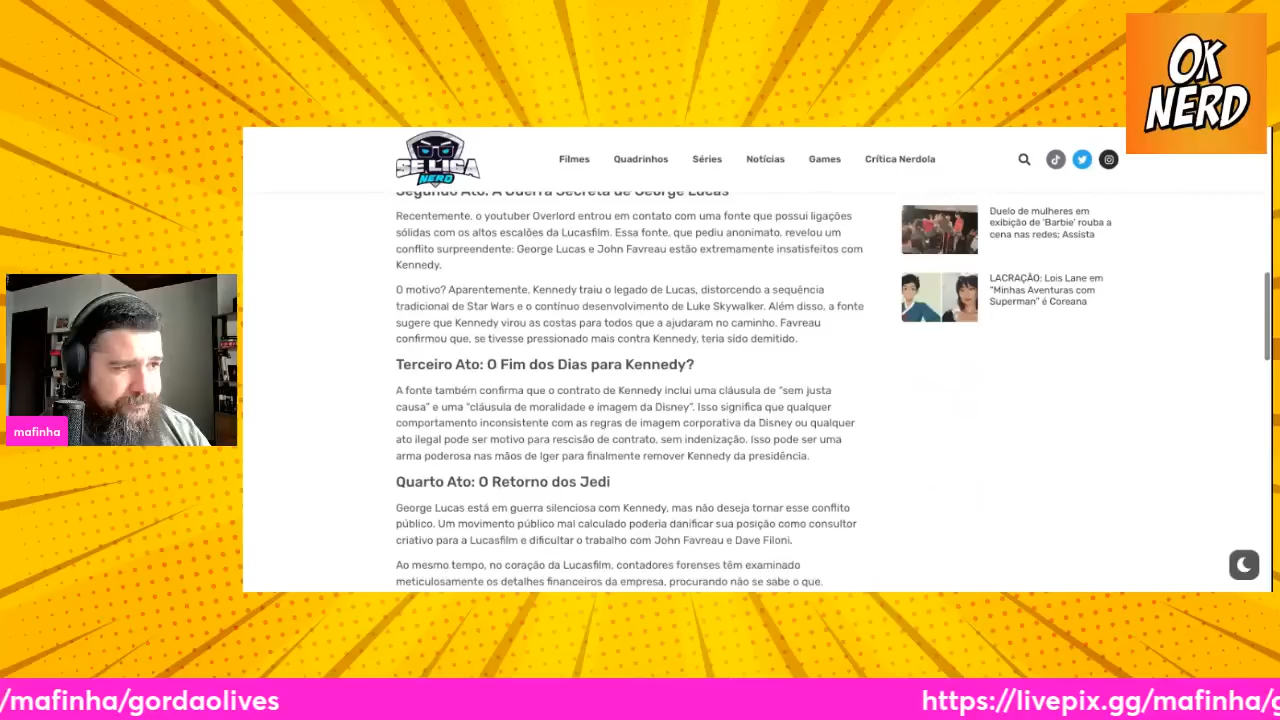 OK
NERD
SE LIGA
NERD
Filmes Quadrinhos Séries Notícias Games Crítica Nerdola
Segundo Ato: A Guerra Secreta de George Lucas
Recentemente, o youtuber Overlord entrou em contato com uma fonte que possui ligações
sólidas com os altos escalões da Lucasfilm. Essa fonte, que pediu anonimato, revelou um
conflito surpreendente: George Lucas e John Favreau estão extremamente insatisfeitos com
Kennedy.
O motivo? Aparentemente, Kennedy traiu o legado de Lucas, distorcendo a sequência
tradicional de Star Wars e o contínuo desenvolvimento de Luke Skywalker. Além disso, a fonte
sugere que Kennedy virou as costas para todos que a ajudaram no caminho. Favreau
confirmou que, se tivesse pressionado mais contra Kennedy, teria sido demitido.
Terceiro Ato: O Fim dos Dias para Kennedy?
A fonte também confirma que o contrato de Kennedy inclui uma cláusula de “sem justa
causa” e uma “cláusula de moralidade e imagem da Disney”. Isso significa que qualquer
comportamento inconsistente com as regras de imagem corporativa da Disney ou qualquer
ato ilegal pode ser motivo para rescisão de contrato, sem indenização. Isso pode ser uma
arma poderosa nas mãos de Iger para finalmente remover Kennedy da presidência.
Quarto Ato: O Retorno dos Jedi
George Lucas está em guerra silenciosa com Kennedy, mas não deseja tornar esse conflito
público. Um movimento público mal calculado poderia danificar sua posição como consultor
criativo para a Lucasfilm e dificultar o trabalho com John Favreau e Dave Filoni.
Ao mesmo tempo, no coração da Lucasfilm, contadores forenses têm examinado
meticulosamente os detalhes financeiros da empresa, procurando não se sabe o que.
Duelo de mulheres em
exibição de ‘Barbie’ rouba a
cena nas redes; Assista
LACRAÇÃO: Lois Lane em
“Minhas Aventuras com
Superman” é Coreana
mafinha
/mafinha/gordaolives
https://livepix.gg/mafinha/g